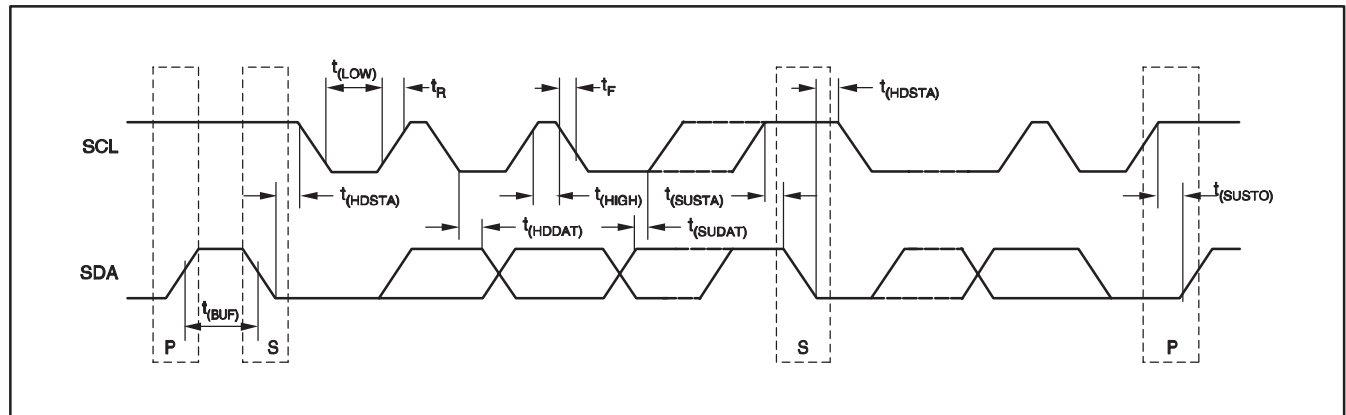 t(LOW)
tR
tF
t(HDSTA)
SCL
t(HDSTA)
t(HIGH)
t(SUSTA)
t(SUSTO)
t(HDDAT)
t(SUDAT)
SDA
t(BUF)
P
S
S
P